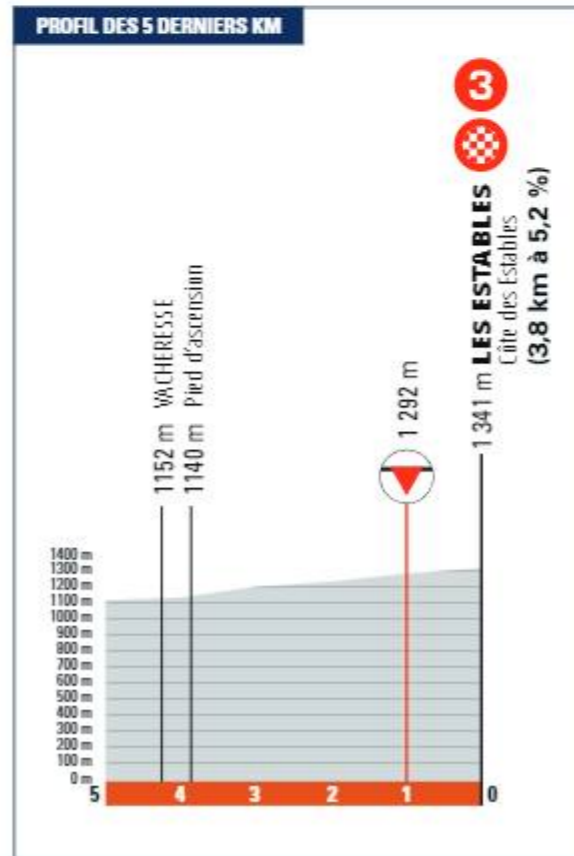 PROFIL DES 5 DERNIERS KM
3
1152 m VACHERESSE
1140 m Pied d'ascension
1 292 m
1 341 m LES ESTABLES
Côte des Estables
(3,8 km à 5,2 %)
1400 m
1300 m
1200 m
1100 m
1000 m
900 m
800 m
700 m
600 m
500 m
400 m
300 m
200 m
100 m
0 m
5 4 3 2 1 0